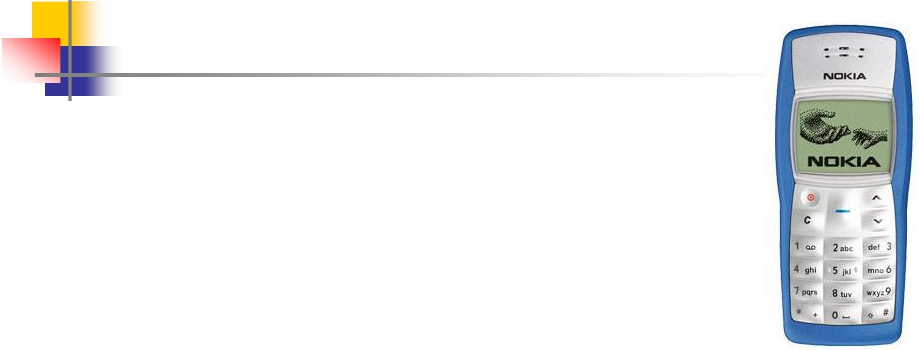 NOKIA
NOKIA
C
1 2 abc def 3
4 ghi 5 jkl mno 6
7 pqrs 8 tuv wxyz 9
* + 0 #